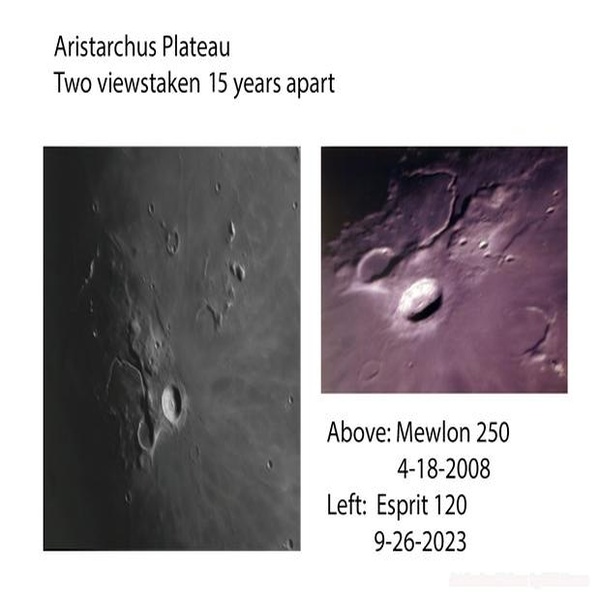 Aristarchus Plateau
Two viewstaken 15 years apart
Above: Mewlon 250
4-18-2008
Left: Esprit 120
9-26-2023